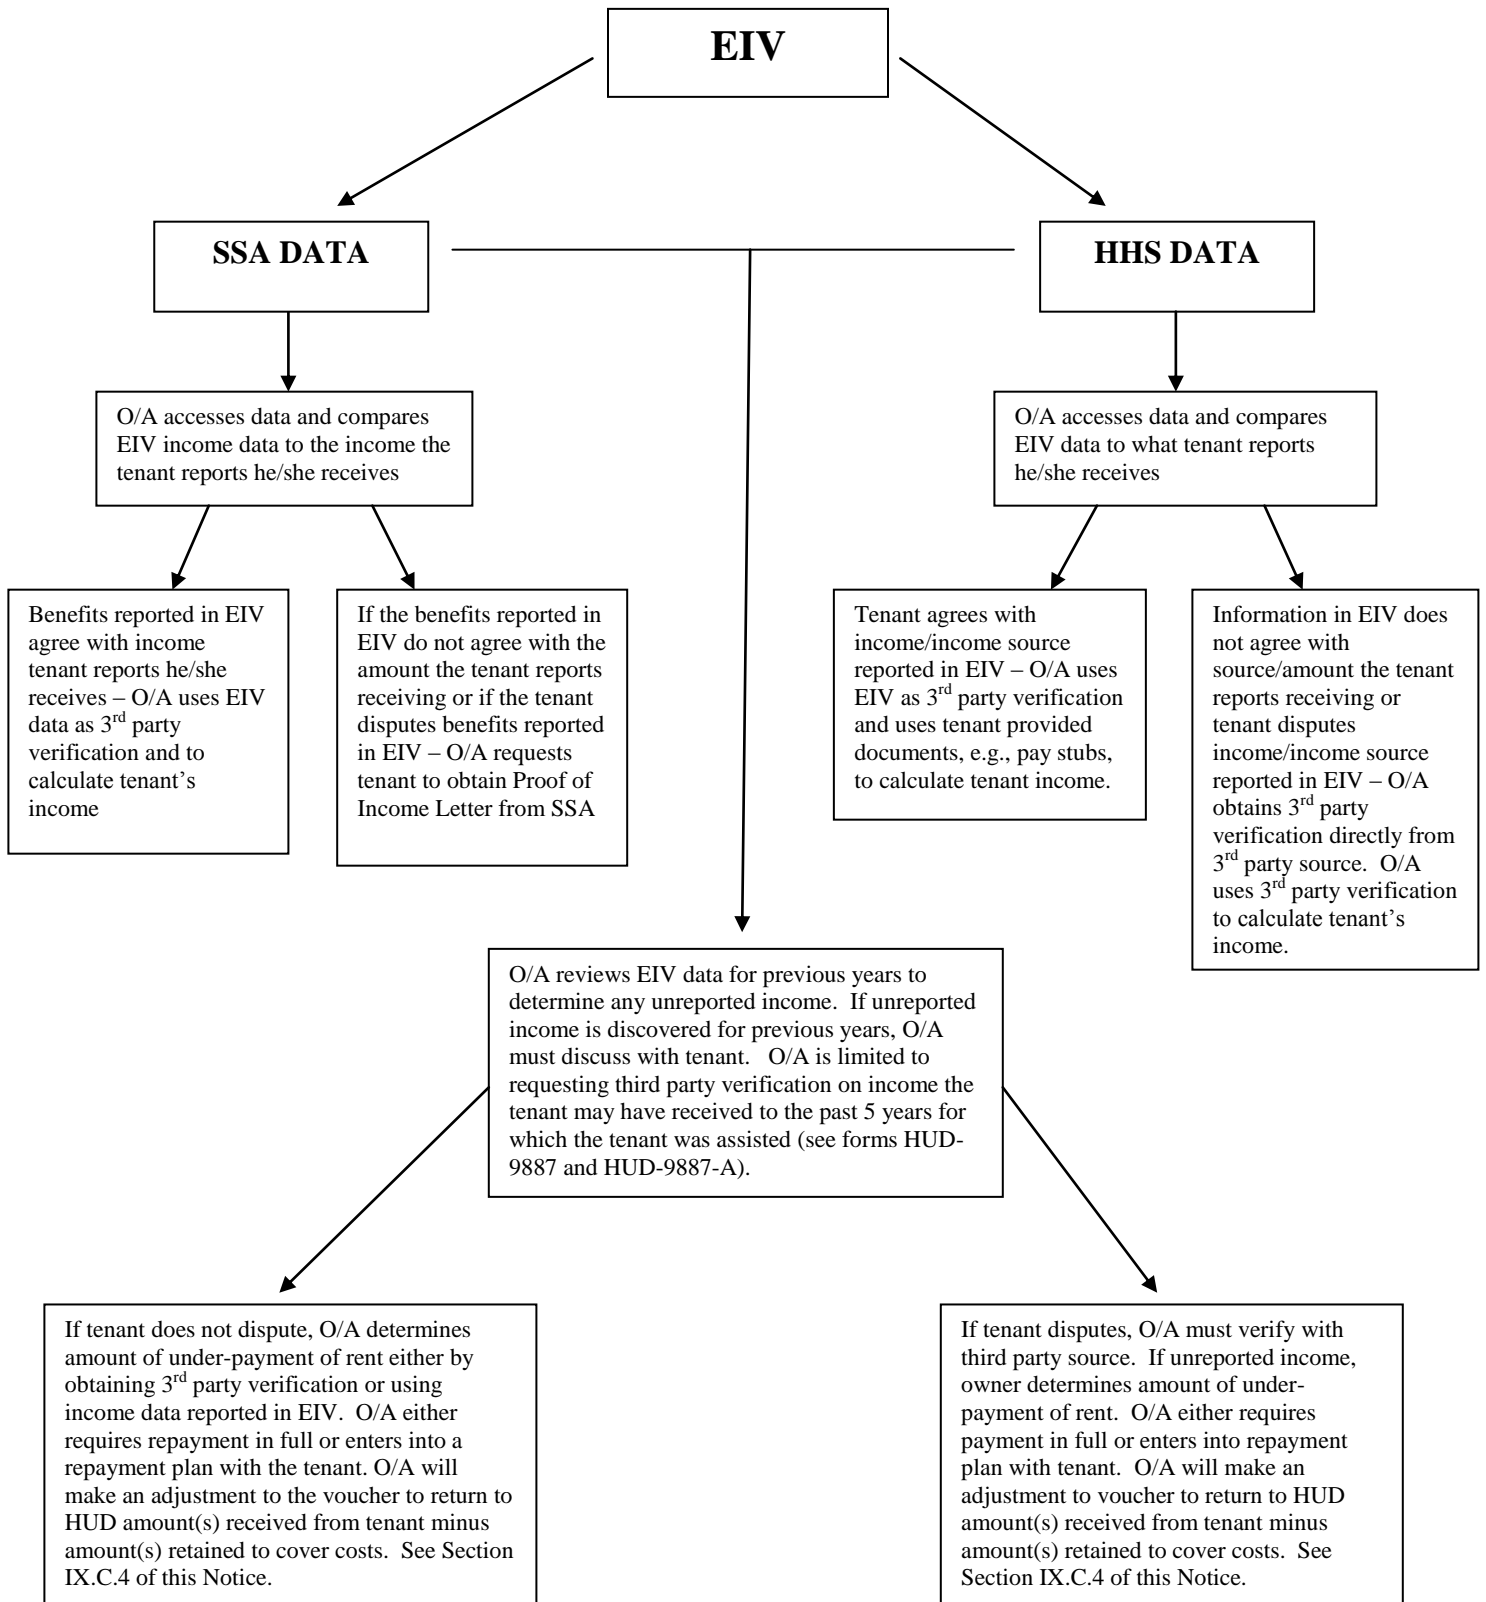 EIV
SSA DATA
HHS DATA
O/A accesses data and compares
EIV income data to the income the
tenant reports he/she receives
O/A accesses data and compares
EIV data to what tenant reports
he/she receives
Benefits reported in EIV
agree with income
tenant reports he/she
receives – O/A uses EIV
data as 3rd party
verification and to
calculate tenant’s
income
If the benefits reported in
EIV do not agree with the
amount the tenant reports
receiving or if the tenant
disputes benefits reported
in EIV – O/A requests
tenant to obtain Proof of
Income Letter from SSA
Tenant agrees with
income/income source
reported in EIV – O/A uses
EIV as 3rd party verification
and uses tenant provided
documents, e.g., pay stubs,
to calculate tenant income.
Information in EIV does
not agree with
source/amount the tenant
reports receiving or
tenant disputes
income/income source
reported in EIV – O/A
obtains 3rd party
verification directly from
3rd party source.  O/A
uses 3rd party verification
to calculate tenant’s
income.
O/A reviews EIV data for previous years to
determine any unreported income.  If unreported
income is discovered for previous years, O/A
must discuss with tenant.   O/A is limited to
requesting third party verification on income the
tenant may have received to the past 5 years for
which the tenant was assisted (see forms HUD-
9887 and HUD-9887-A).
If tenant does not dispute, O/A determines
amount of under-payment of rent either by
obtaining 3rd party verification or using
income data reported in EIV.  O/A either
requires repayment in full or enters into a
repayment plan with the tenant. O/A will
make an adjustment to the voucher to return to
HUD amount(s) received from tenant minus
amount(s) retained to cover costs.  See Section
IX.C.4 of this Notice.
If tenant disputes, O/A must verify with
third party source.  If unreported income,
owner determines amount of under-
payment of rent.  O/A either requires
payment in full or enters into repayment
plan with tenant.  O/A will make an
adjustment to voucher to return to HUD
amount(s) received from tenant minus
amount(s) retained to cover costs.  See
Section IX.C.4 of this Notice.